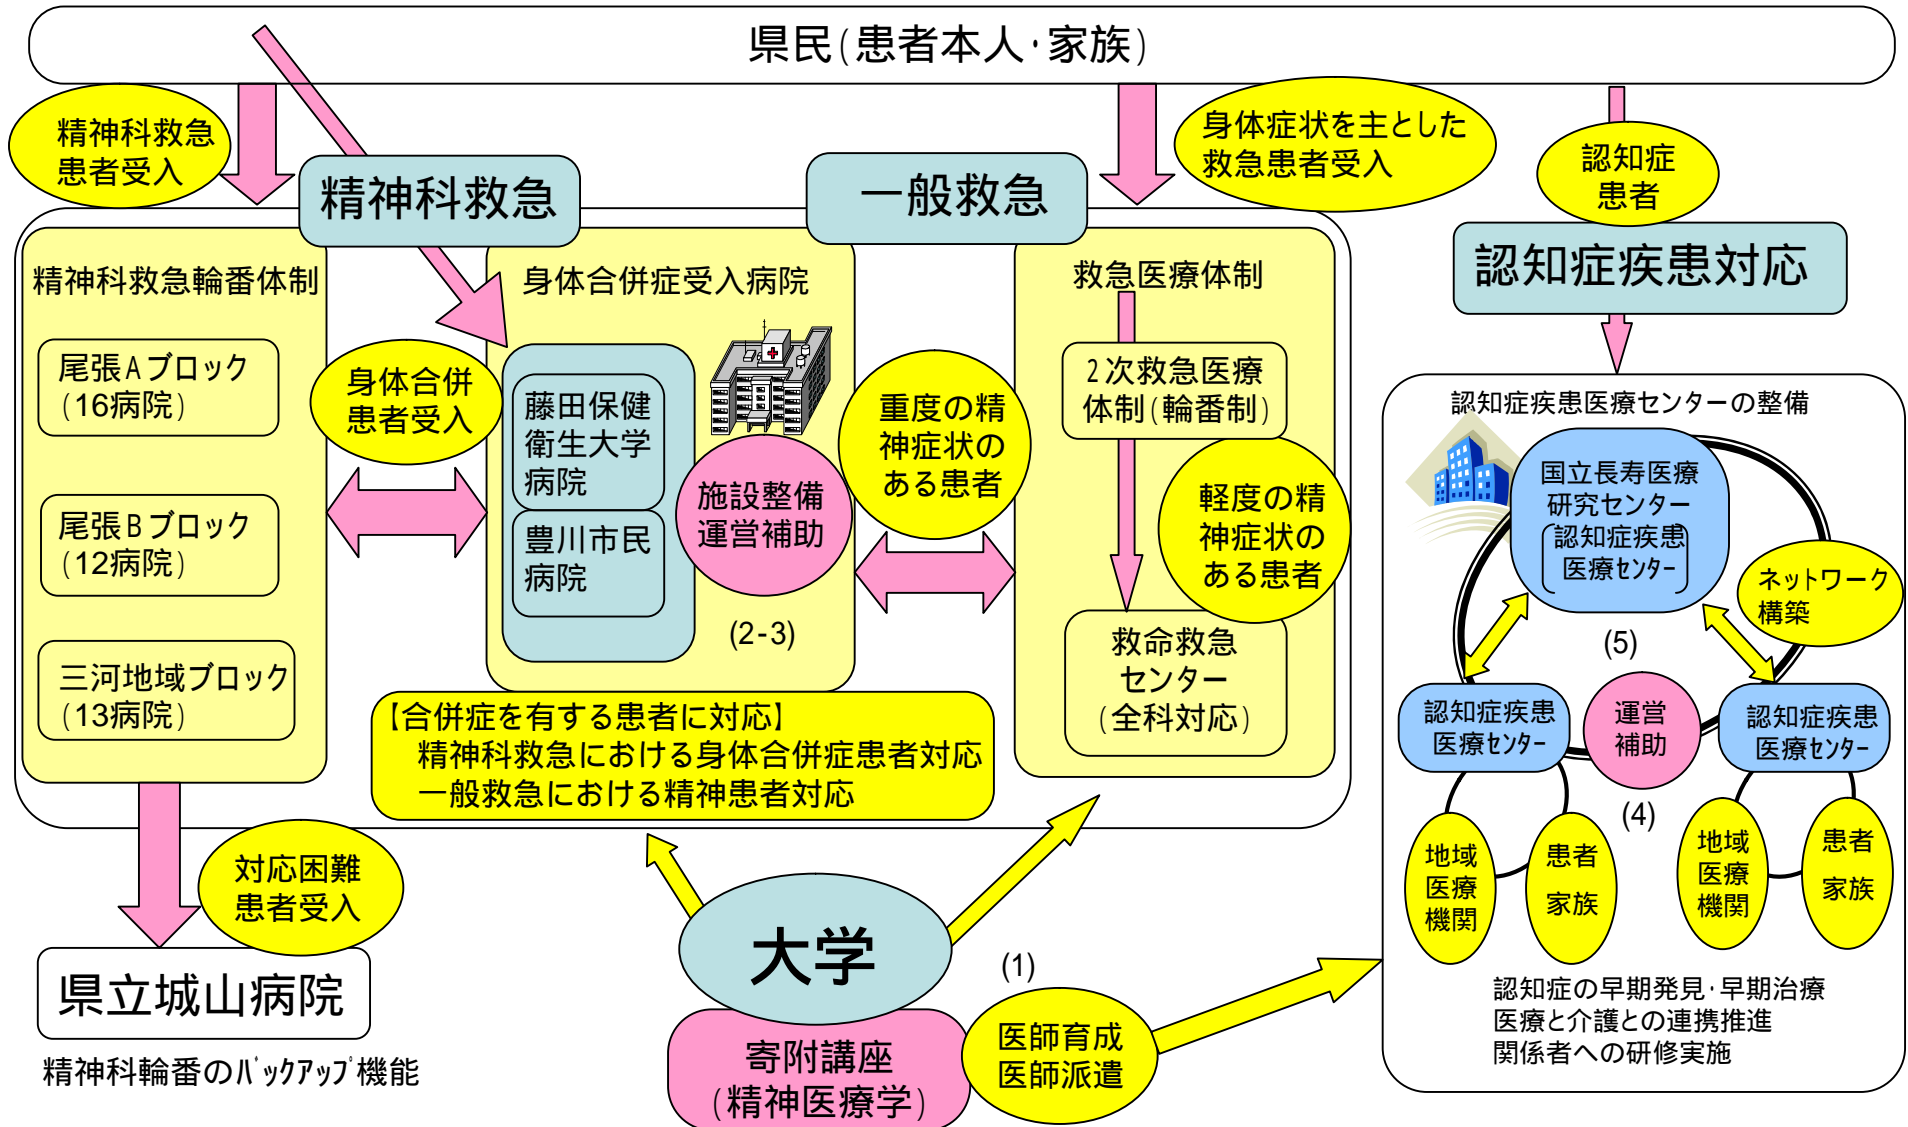 県民(患者本人・家族)
精神科救急
患者受入
身体症状を主とした
救急患者受入
認知症
患者
精神科救急
一般救急
認知症疾患対応
精神科救急輪番体制
尾張Aブロック
(16病院)
尾張Bブロック
(12病院)
三河地域ブロック
(13病院)
身体合併
患者受入
身体合併症受入病院
藤田保健
衛生大学
病院
豊川市民
病院
施設整備
運営補助
(2-3)
重度の精
神症状の
ある患者
救急医療体制
2次救急医療
体制(輪番制)
軽度の精
神症状の
ある患者
救命救急
センター
(全科対応)
【合併症を有する患者に対応】
精神科救急における身体合併症患者対応
一般救急における精神患者対応
対応困難
患者受入
県立城山病院
精神科輪番のバックアップ機能
大学
寄附講座
(精神医療学)
(1)
医師育成
医師派遣
認知症疾患医療センターの整備
国立長寿医療
研究センター
認知症疾患
医療センター
ネットワーク
構築
(5)
認知症疾患
医療センター
運営
補助
認知症疾患
医療センター
(4)
地域
医療
機関
患者
家族
地域
医療
機関
患者
家族
認知症の早期発見・早期治療
医療と介護との連携推進
関係者への研修実施